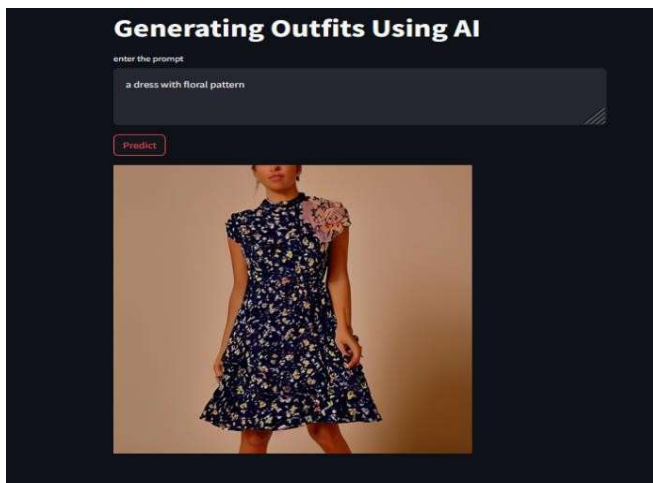 Generating Outfits Using AI
enter the prompt
a dress with floral pattern
Predict